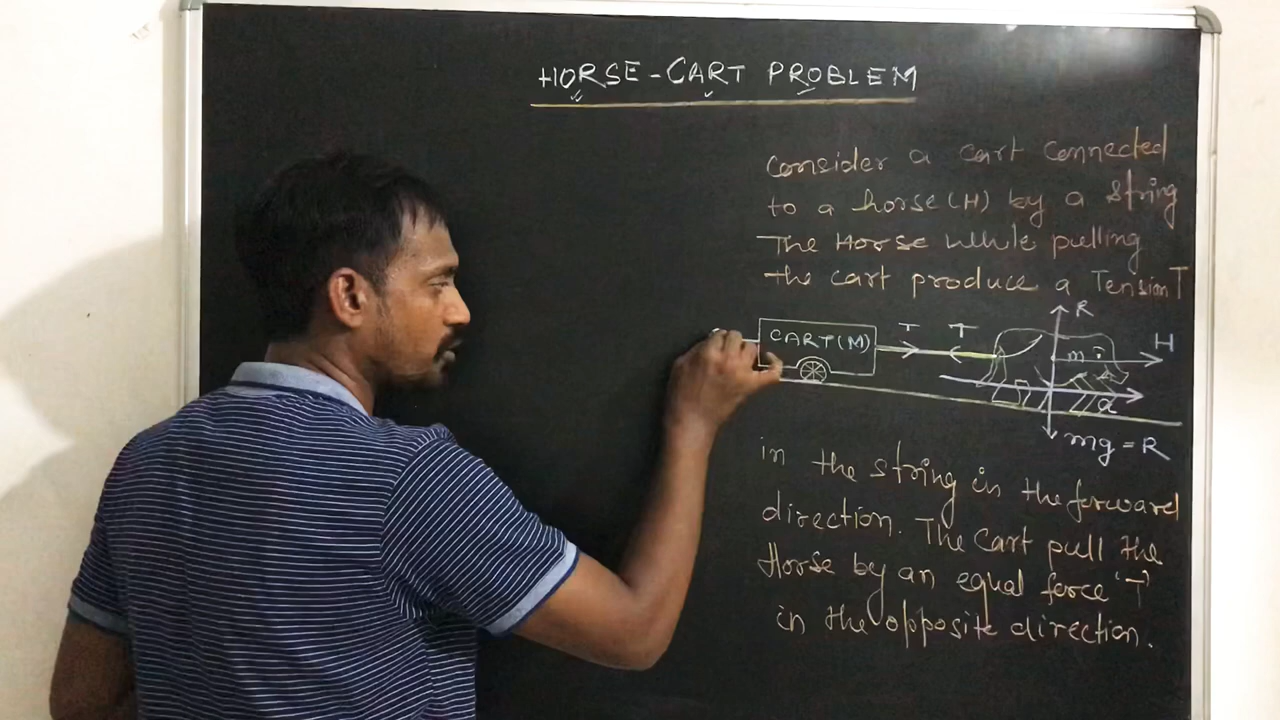 HORSE-CART PROBLEM
Consider a cart connected
to a horse(H) by a string
The Horse while pulling
the cart produce a Tension T
R
CART(M)
T T
H
m
a
mg = R
in the string in the forward
direction. The cart pull the
Horse by an equal force 'T'
in the opposite direction.